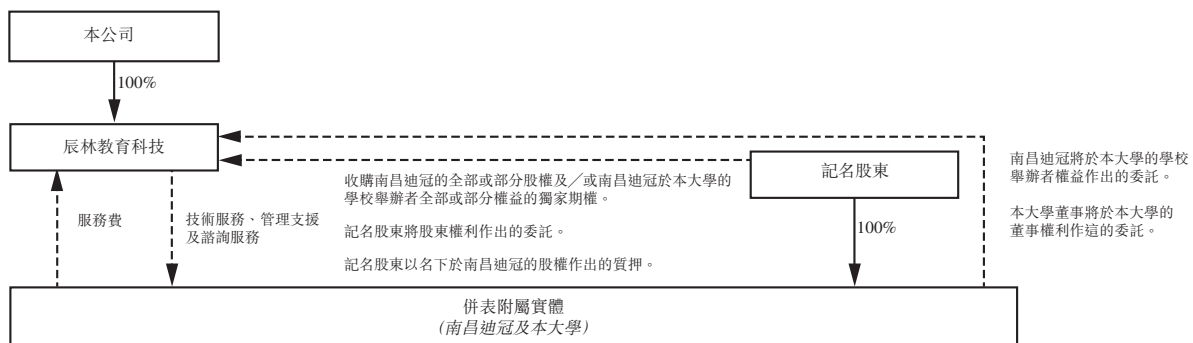 本公司
100%
辰林教育科技
服務費
技術服務、管理支援
及諮詢服務
收購南昌迪冠的全部或部分股權及／或南昌迪冠於本大學的
學校舉辦者全部或部分權益的獨家期權。
記名股東將股東權利作出的委託。
記名股東以名下於南昌迪冠的股權作出的質押。
記名股東
100%
南昌迪冠將於本大學的學校
舉辦者權益作出的委託。
本大學董事將於本大學的
董事權利作這的委託。
併表附屬實體
(南昌迪冠及本大學)